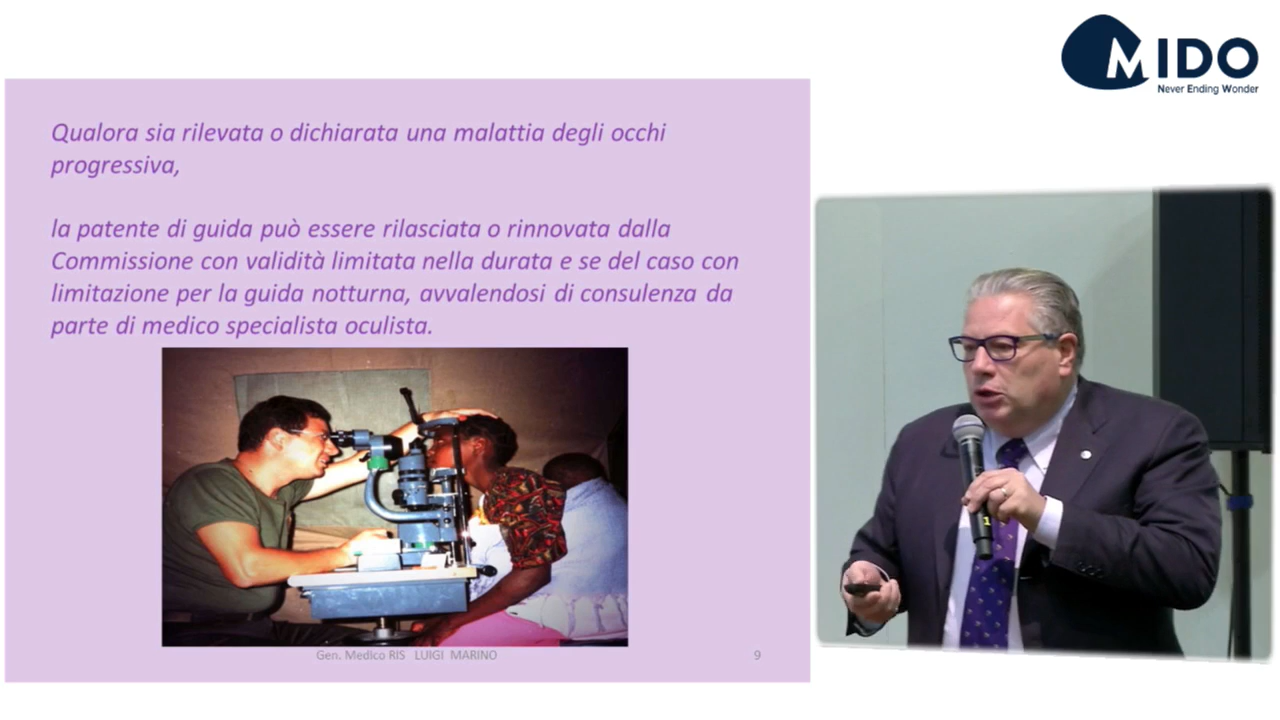 MIDO
Never Ending Wonder
Qualora sia rilevata o dichiarata una malattia degli occhi
progressiva,
la patente di guida può essere rilasciata o rinnovata dalla
Commissione con validità limitata nella durata e se del caso con
limitazione per la guida notturna, avvalendosi di consulenza da
parte di medico specialista oculista.
Gen. Medico RIS LUIGI MARINO
9
1